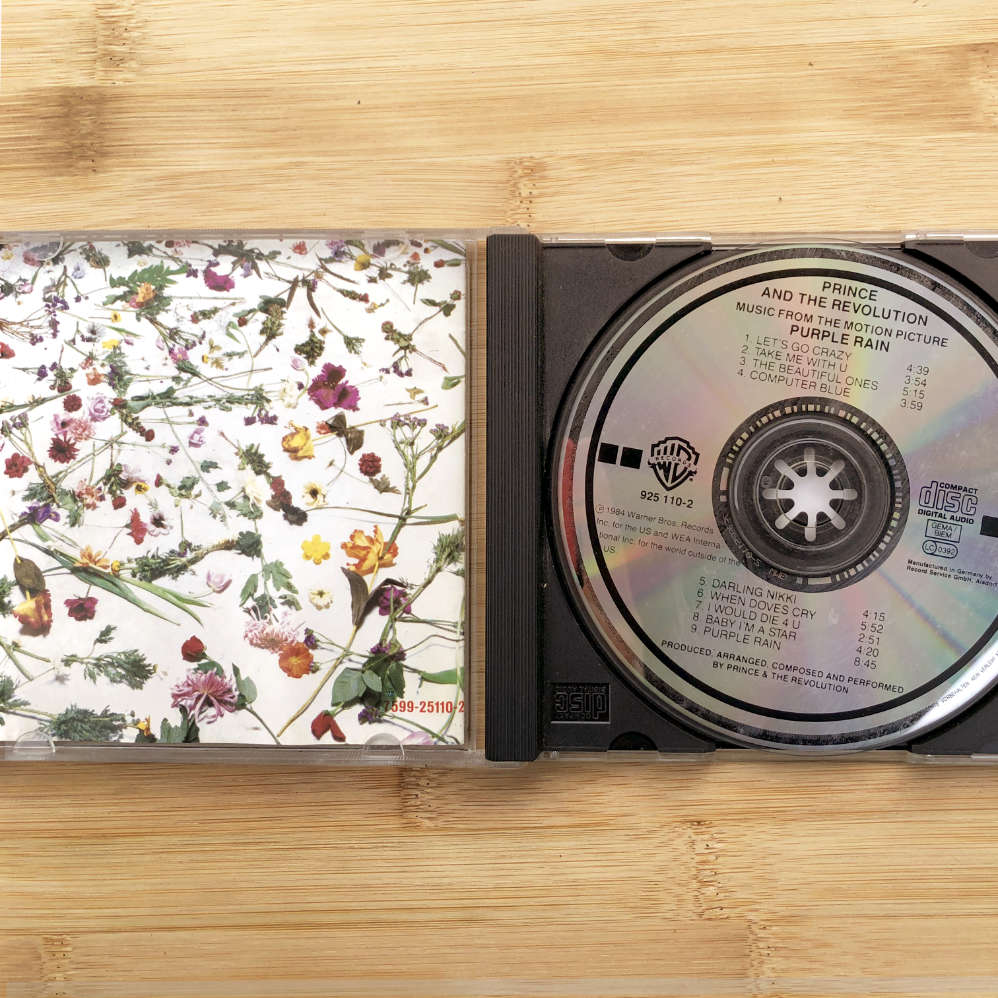 7599-25110-2
PRINCE
AND THE REVOLUTION
MUSIC FROM THE MOTION PICTURE
PURPLE RAIN
1 LET'S GO CRAZY 4:39
2. TAKE ME WITH U 3:54
3 THE BEAUTIFUL ONES 5:15
4. COMPUTER BLUE 3:59
WB
RECORDS
925 110-2
℗ 1984 Warner Bros. Records
Inc. for the US and WEA Interna
tional Inc. for the world outside of the
US.
COMPACT
disc
DIGITAL AUDIO
GEMA/
BIEM
LC 0392
Manufactured in Germany by
Record Service GmbH,
5. DARLING NIKKI 4:15
6. WHEN DOVES CRY 5:52
7. I WOULD DIE 4 U 2:51
8. BABY I'M A STAR 4:20
9. PURPLE RAIN 8:45
PRODUCED, ARRANGED, COMPOSED AND PERFORMED
BY PRINCE & THE REVOLUTION